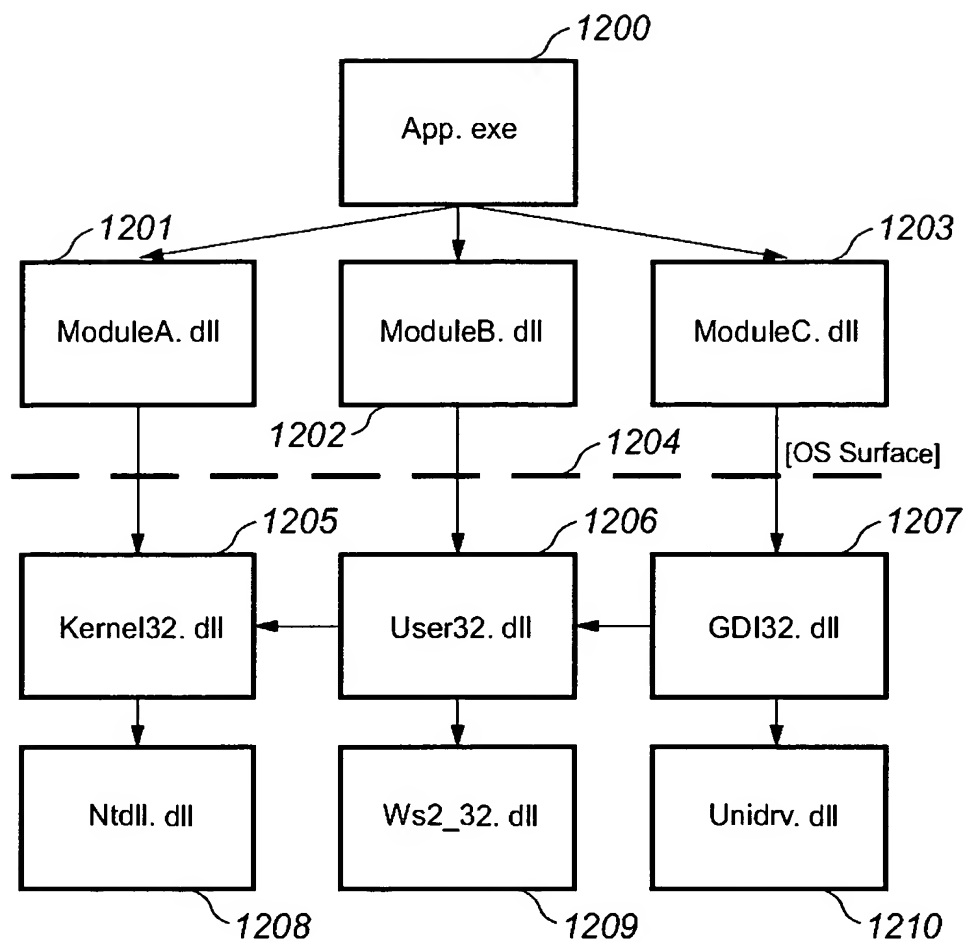 1200
App. exe
1201
1203
ModuleA. dll
ModuleB. dll
ModuleC. dll
1202
1204
[OS Surface]
1205
1206
1207
Kernel32. dll
User32. dll
GDI32. dll
Ntdll. dll
Ws2_32. dll
Unidrv. dll
1208
1209
1210